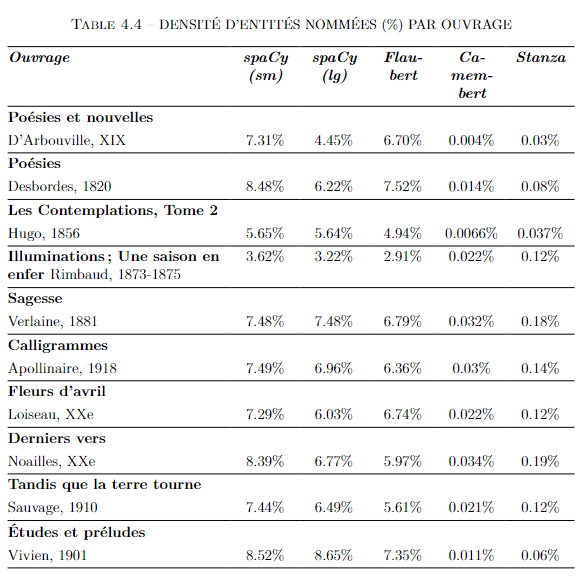 TABLE 4.4 – DENSITÉ D'ENTITÉS NOMMÉES (%) PAR OUVRAGE
Ouvrage spaCy (sm) spaCy (lg) Flau-bert Ca-mem-bert Stanza
Poésies et nouvelles
D'Arbouville, XIX 7.31% 4.45% 6.70% 0.004% 0.03%
Poésies
Desbordes, 1820 8.48% 6.22% 7.52% 0.014% 0.08%
Les Contemplations, Tome 2
Hugo, 1856 5.65% 5.64% 4.94% 0.0066% 0.037%
Illuminations ; Une saison en 3.62% 3.22% 2.91% 0.022% 0.12%
enfer Rimbaud, 1873-1875
Sagesse
Verlaine, 1881 7.48% 7.48% 6.79% 0.032% 0.18%
Calligrammes
Apollinaire, 1918 7.49% 6.96% 6.36% 0.03% 0.14%
Fleurs d'avril
Loiseau, XXe 7.29% 6.03% 6.74% 0.022% 0.12%
Derniers vers
Noailles, XXe 8.39% 6.77% 5.97% 0.034% 0.19%
Tandis que la terre tourne
Sauvage, 1910 7.44% 6.49% 5.61% 0.021% 0.12%
Études et préludes
Vivien, 1901 8.52% 8.65% 7.35% 0.011% 0.06%